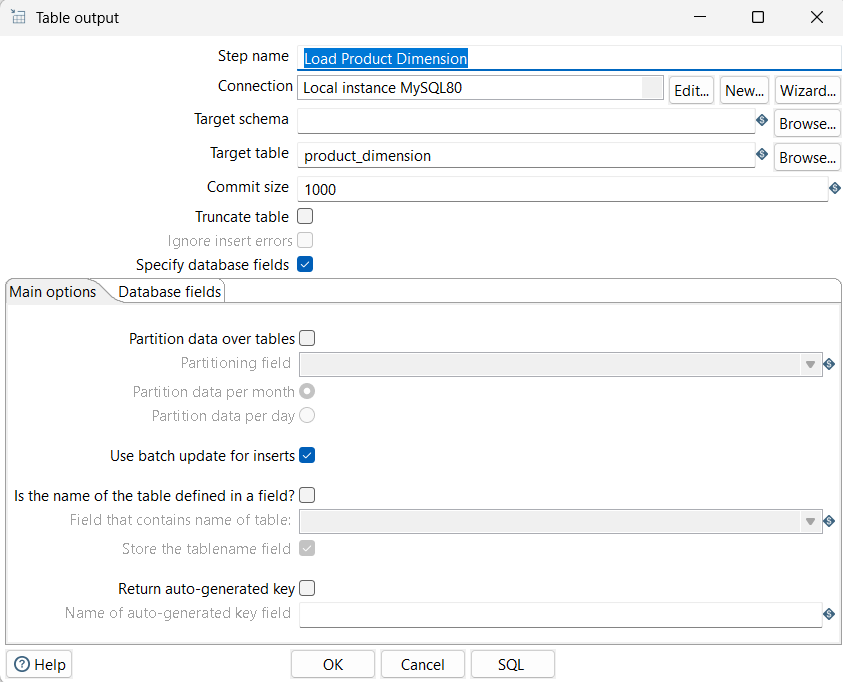 Table output
Step name Load Product Dimension
Connection Local instance MySQL80 Edit... New... Wizard...
Target schema Browse...
Target table product_dimension Browse...
Commit size 1000
Truncate table
Ignore insert errors
Specify database fields
Main options Database fields
Partition data over tables
Partitioning field
Partition data per month
Partition data per day
Use batch update for inserts
Is the name of the table defined in a field?
Field that contains name of table:
Store the tablename field
Return auto-generated key
Name of auto-generated key field
Help OK Cancel SQL